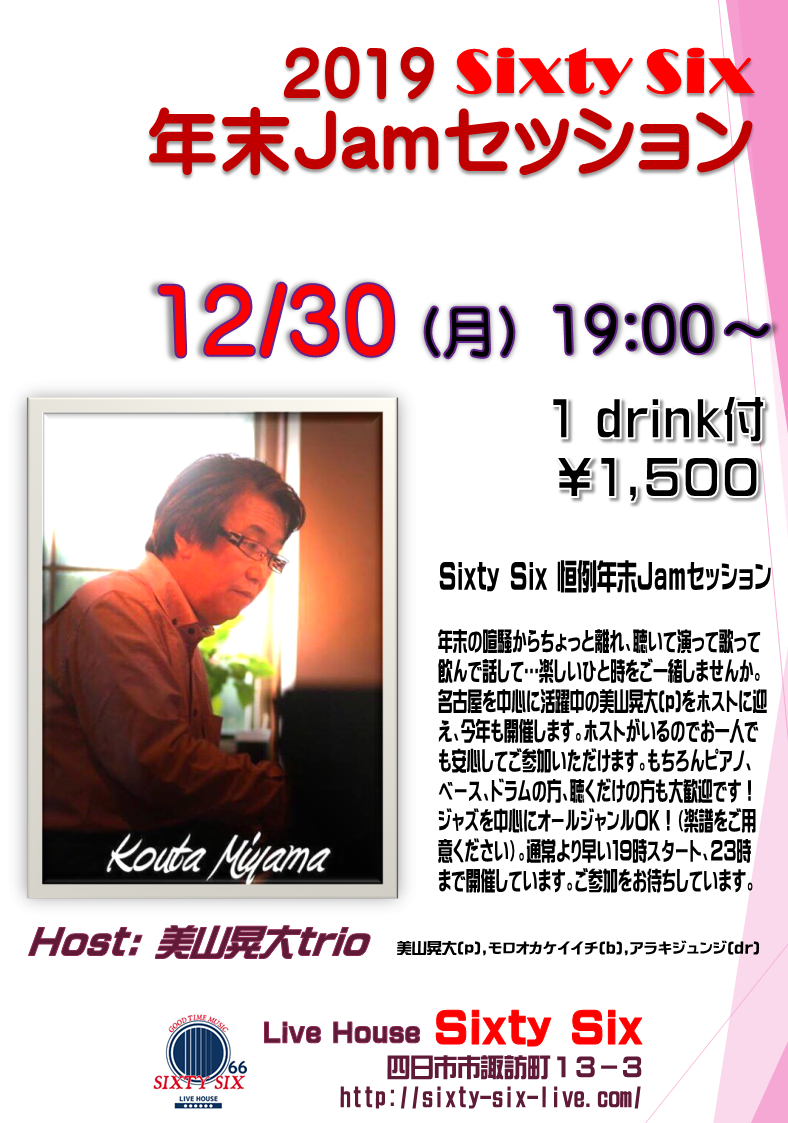 2019 Sixty Six
年末Jamセッション
12/30 (月) 19:00～
1 drink付
¥1,500
Sixty Six 恒例年末Jamセッション
年末の喧騒からちょっと離れ、聴いて演って歌って
飲んで話して…楽しいひと時をご一緒しませんか。
名古屋を中心に活躍中の美山晃大(p)をホストに迎
え、今年も開催します。ホストがいるのでお一人で
も安心してご参加いただけます。もちろんピアノ、
ベース、ドラムの方、聴くだけの方も大歓迎です！
ジャズを中心にオールジャンルOK！（楽譜をご用
意ください）。通常より早い19時スタート、23時
まで開催しています。ご参加をお待ちしています。
Kouta Miyama
Host: 美山晃大trio
美山晃大(p),モロオカケイイチ(b),アラキジュンジ(dr)
GOOD TIME MUSIC
66
SIXTY SIX
LIVE HOUSE
Live House Sixty Six
四日市市諏訪町１３－３
http://sixty-six-live.com/